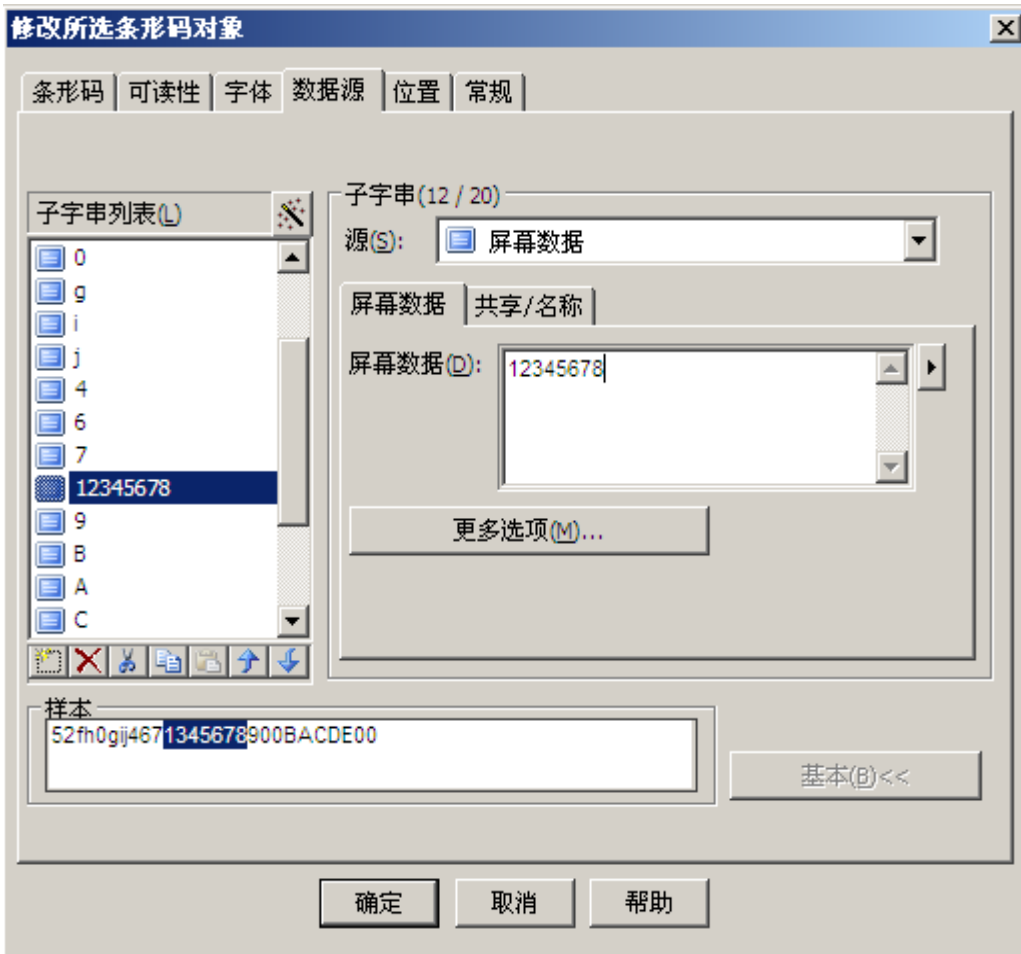 修改所选条形码对象
条形码 可读性 字体 数据源 位置 常规
子字串列表(L)
0
g
i
j
4
6
7
12345678
9
B
A
C
子字串(12 / 20)
源(S): 屏幕数据
屏幕数据 共享/名称
屏幕数据(D): 12345678
更多选项(M)...
样本
52fh0gij4671345678900BACDE00
基本(B)<<
确定 取消 帮助